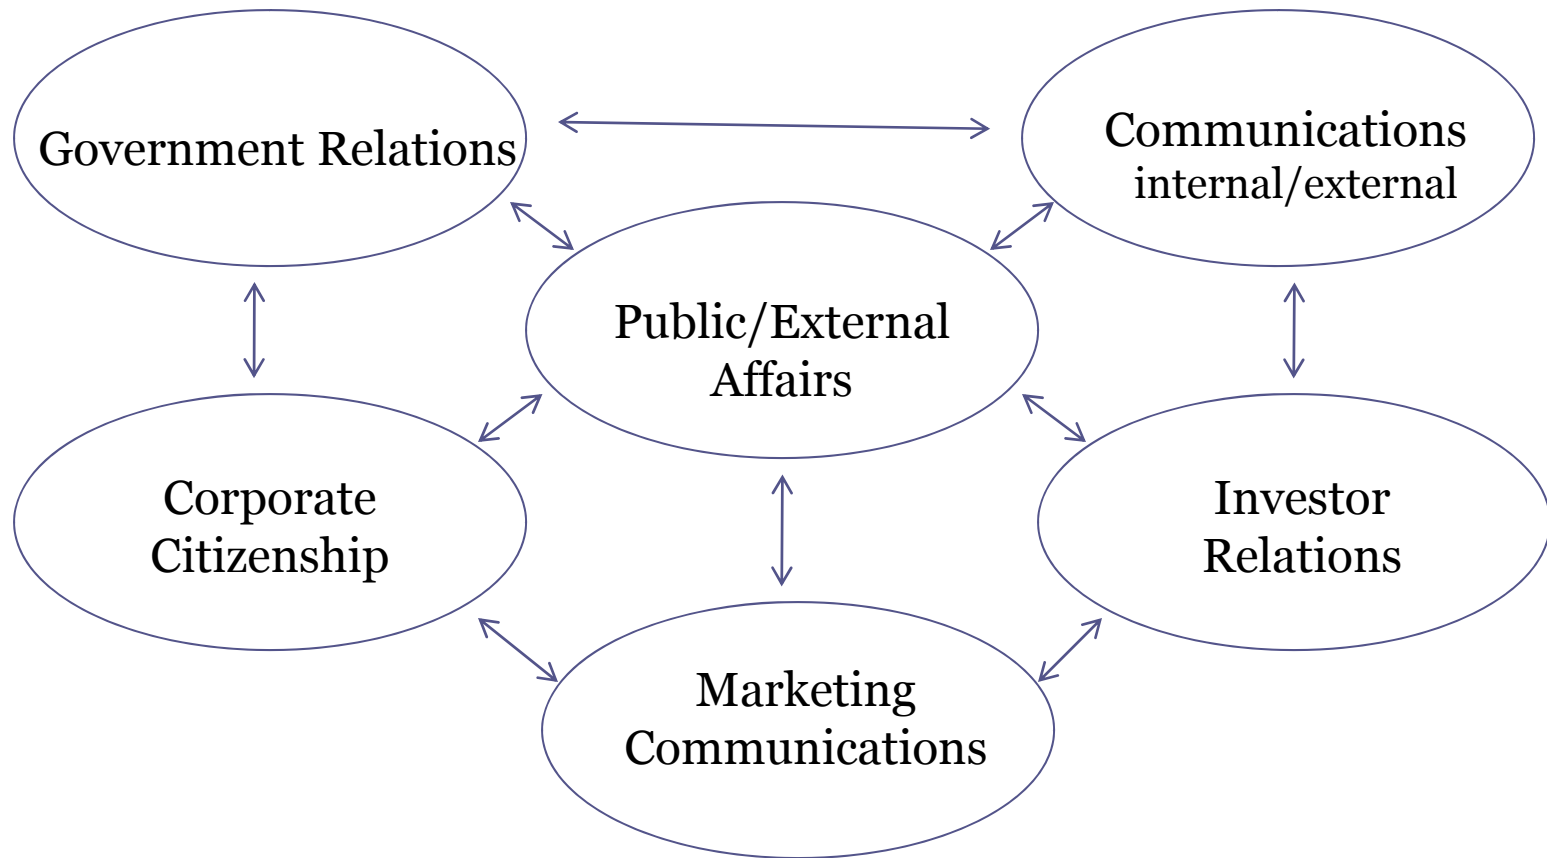 Government Relations
Communications
internal/external
Public/External
Affairs
Corporate
Citizenship
Investor
Relations
Marketing
Communications